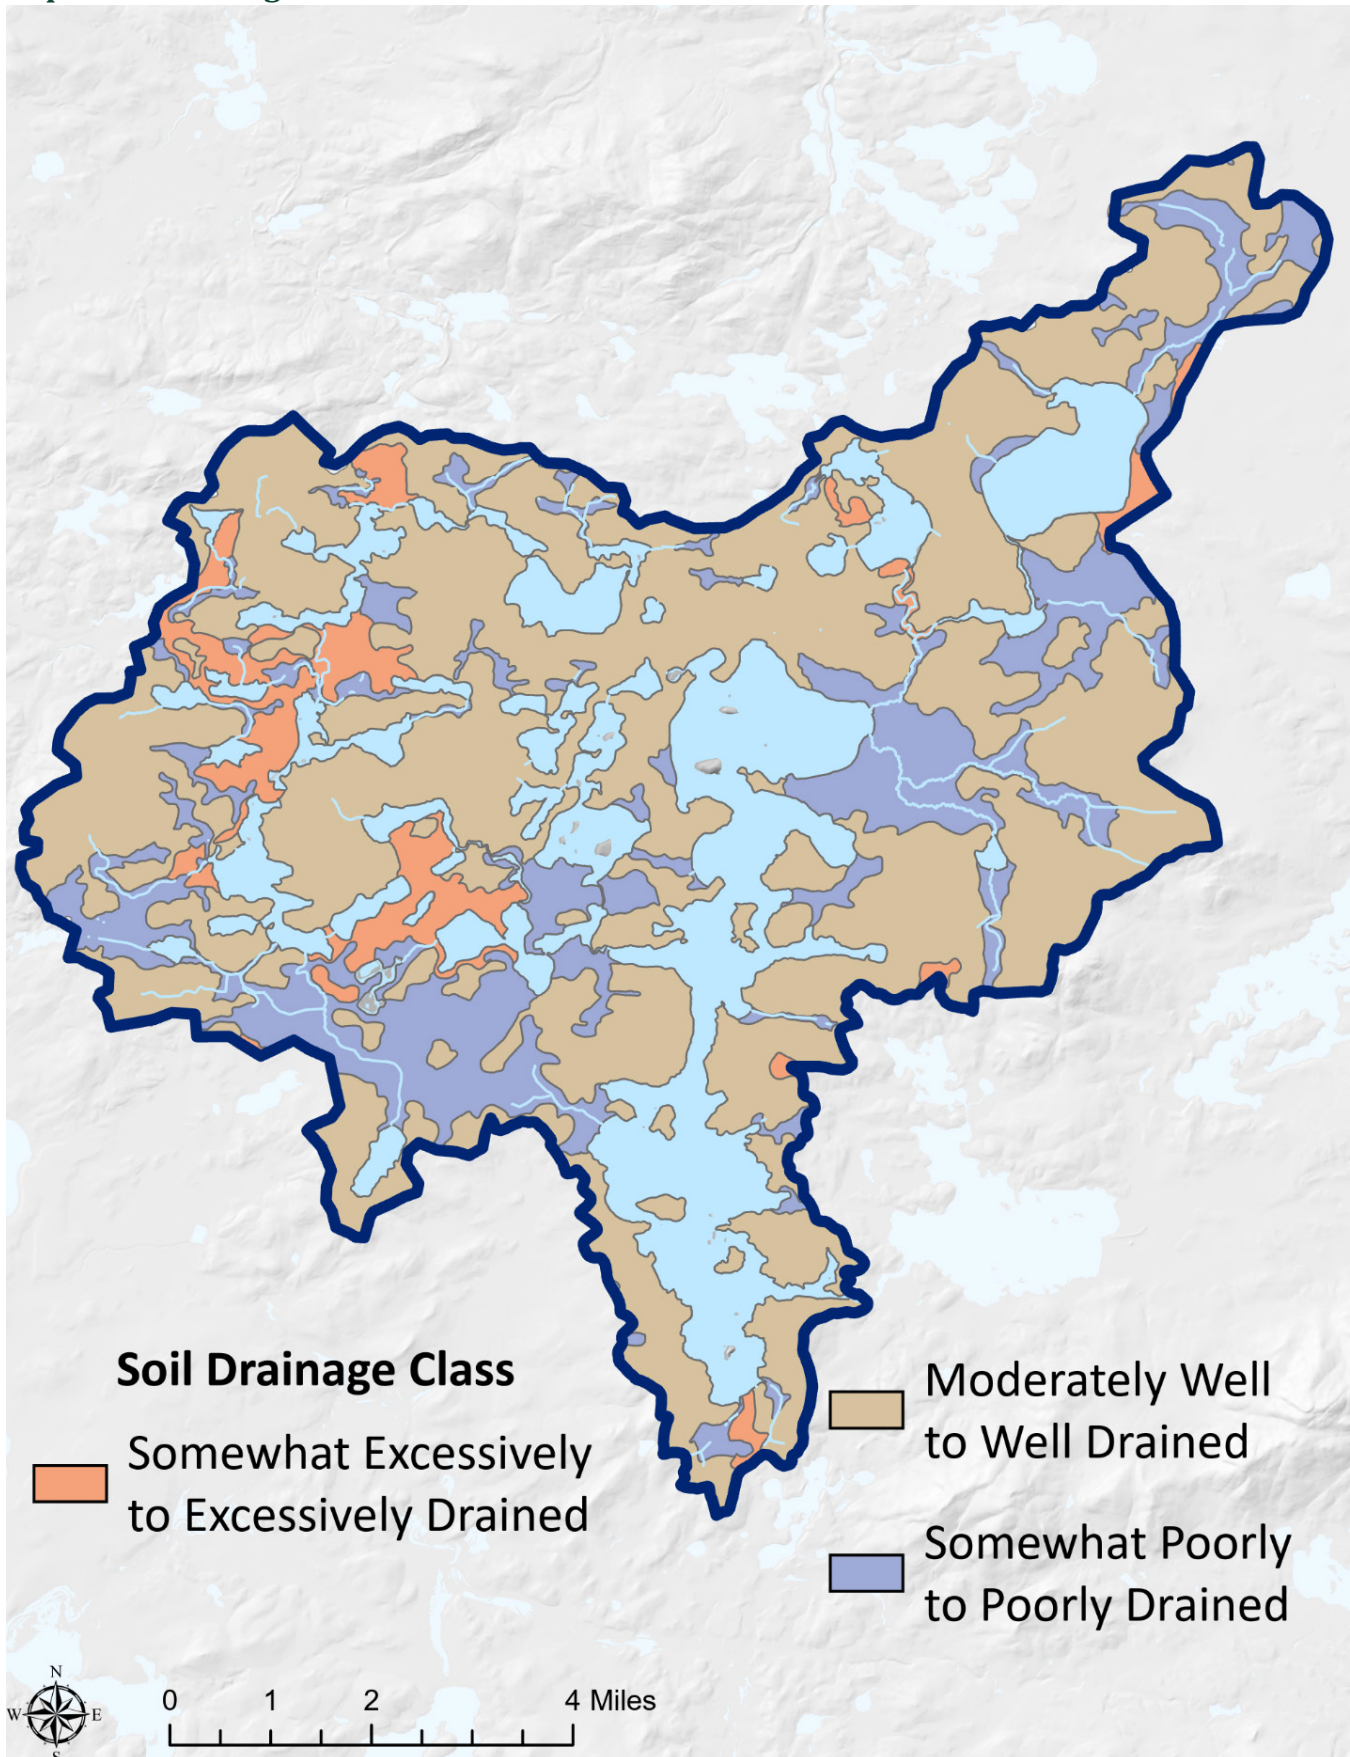 Soil Drainage Class
Somewhat Excessively
to Excessively Drained
Moderately Well
to Well Drained
Somewhat Poorly
to Poorly Drained
N
W E
S
0 1 2 4 Miles